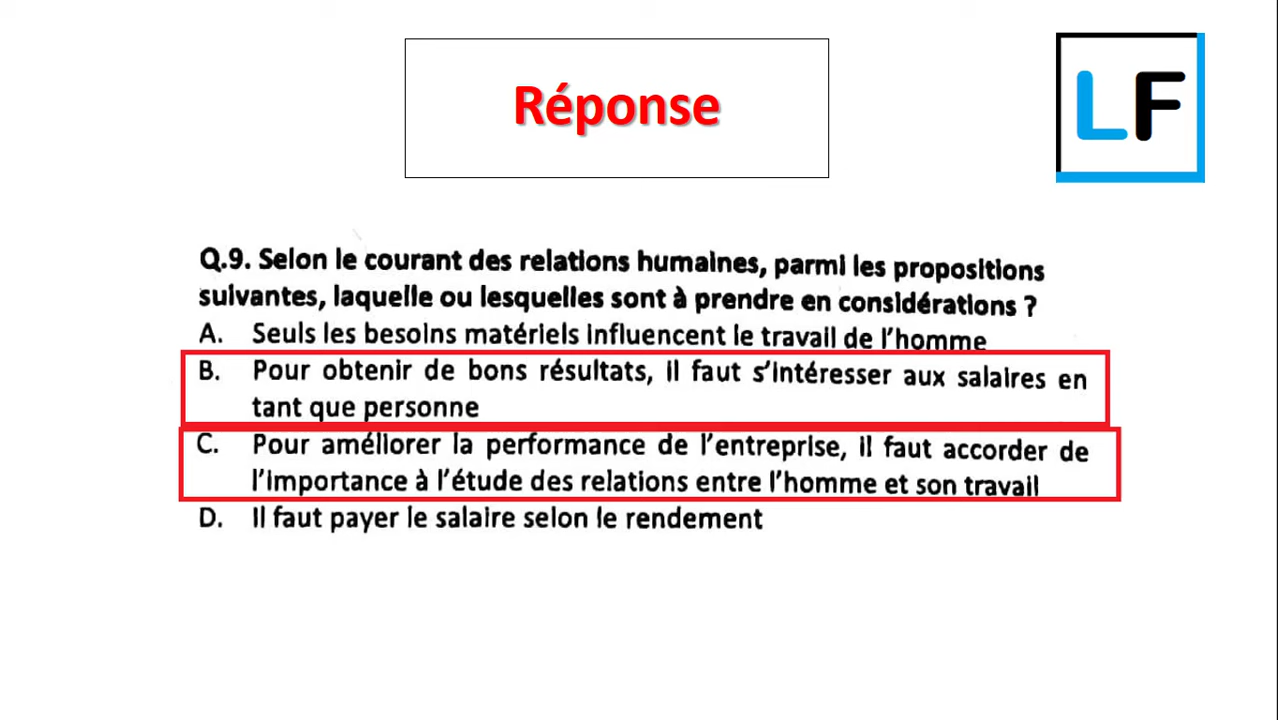 Réponse
LF
Q.9. Selon le courant des relations humaines, parmi les propositions
suivantes, laquelle ou lesquelles sont à prendre en considérations ?
A. Seuls les besoins matériels influencent le travail de l'homme
B. Pour obtenir de bons résultats, il faut s'intéresser aux salaires en
tant que personne
C. Pour améliorer la performance de l'entreprise, il faut accorder de
l'importance à l'étude des relations entre l'homme et son travail
D. Il faut payer le salaire selon le rendement